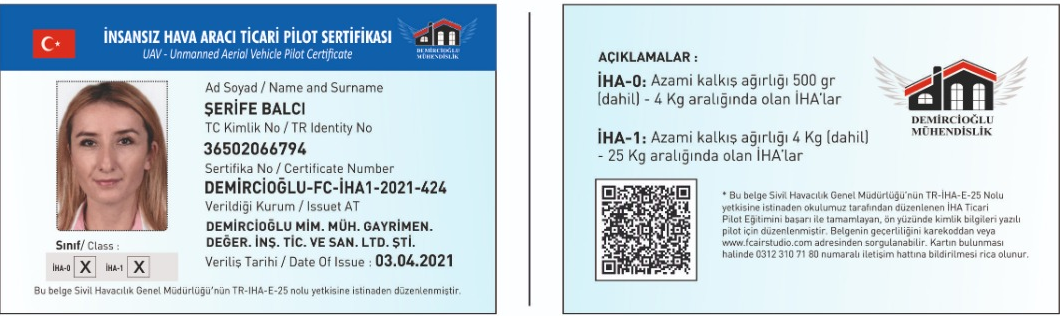 İNSANSIZ HAVA ARACI TİCARİ PİLOT SERTİFİKASI
UAV - Unmanned Aerial Vehicle Pilot Certificate
DEMİRCİOĞLU
MÜHENDİSLİK
Ad Soyad / Name and Surname
ŞERİFE BALCI
TC Kimlik No / TR Identity No
36502066794
Sertifika No / Certificate Number
DEMİRCİOĞLU-FC-İHA1-2021-424
Verildiği Kurum / Issuet AT
DEMİRCİOĞLU MİM. MÜH. GAYRİMEN.
DEĞER. İNŞ. TİC. VE SAN. LTD. ŞTİ.
Veriliş Tarihi / Date Of Issue : 03.04.2021
Sınıf/ Class :
İHA-0 X İHA-1 X
Bu belge Sivil Havacılık Genel Müdürlüğü'nün TR-IHA-E-25 nolu yetkisine istinaden düzenlenmiştir.
AÇIKLAMALAR :
İHA-0: Azami kalkış ağırlığı 500 gr
(dahil) - 4 Kg aralığında olan İHA'lar
İHA-1: Azami kalkış ağırlığı 4 Kg (dahil)
- 25 Kg aralığında olan İHA'lar
DEMİRCİOĞLU
MÜHENDİSLİK
* Bu belge Sivil Havacılık Genel Müdürlüğü'nün TR-İHA-E-25 Nolu
yetkisine istinaden okulumuz tarafından düzenlenen İHA Ticari
Pilot Eğitimini başarı ile tamamlayan, ön yüzünde kimlik bilgileri yazılı
pilot için düzenlenmiştir. Belgenin geçerliliğini karekoddan veya
www.fcairstudio.com adresinden sorgulanabilir. Kartın bulunması
halinde 0312 310 71 80 numaralı iletişim hattına bildirilmesi rica olunur.